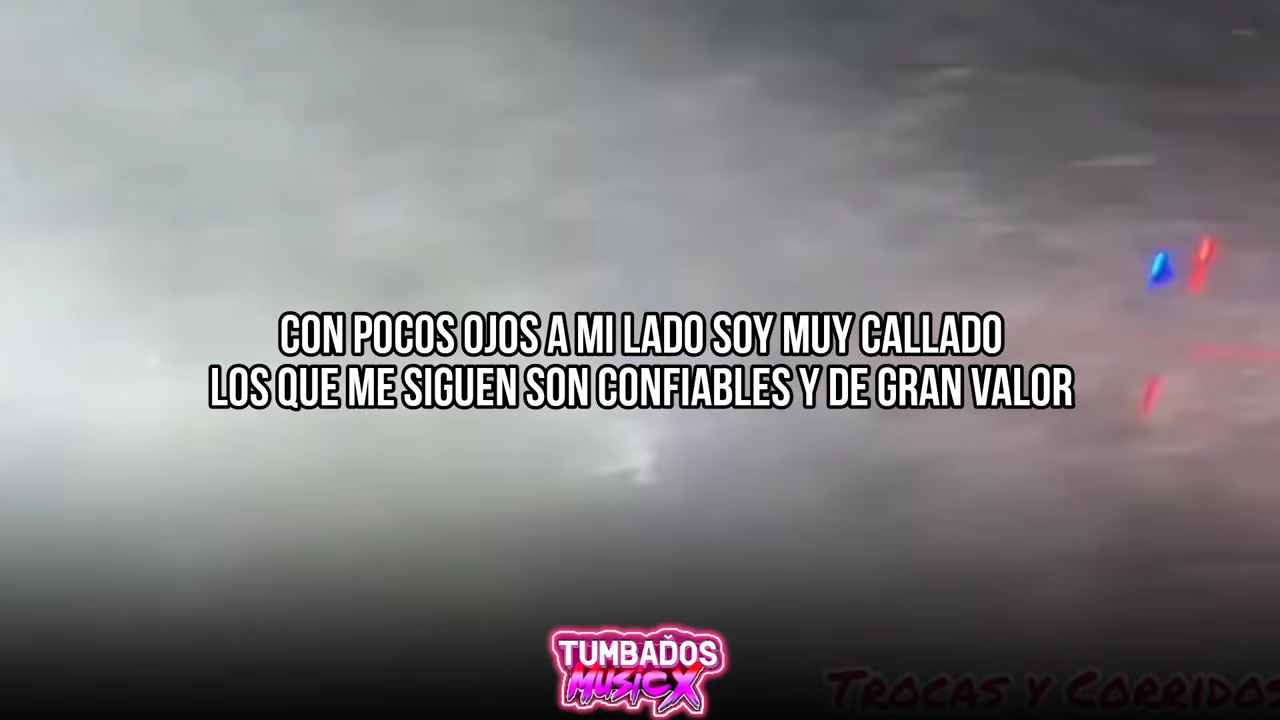 CON POCOS OJOS A MI LADO SOY MUY CALLADO
LOS QUE ME SIGUEN SON CONFIABLES Y DE GRAN VALOR
TUMBADOS
MUSIC X
TROCAS Y CORRIDOS